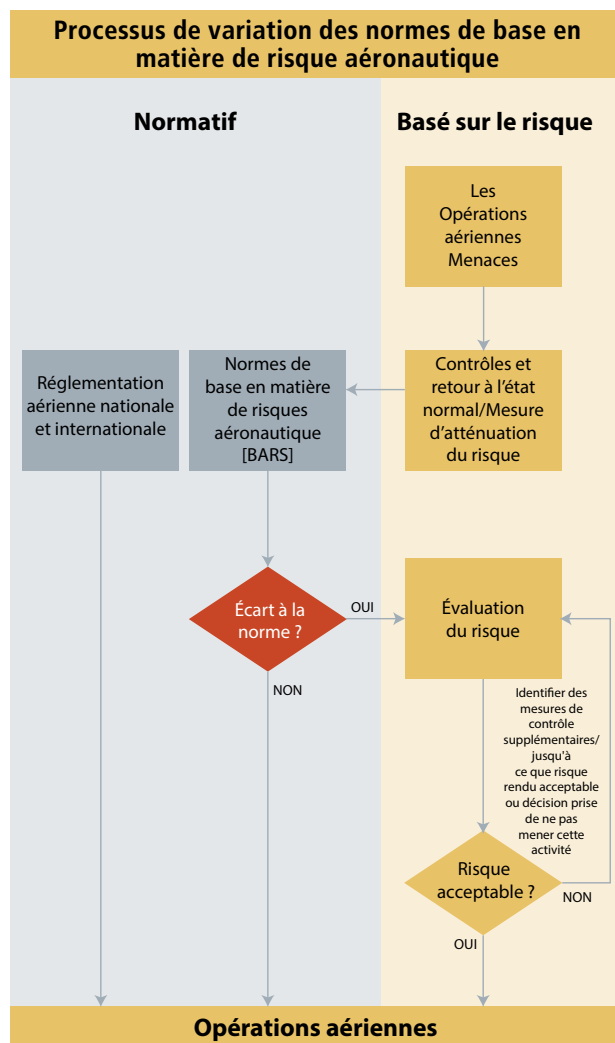 Processus de variation des normes de base en
matière de risque aéronautique
Normatif
Basé sur le risque
Les
Opérations
aériennes
Menaces
Réglementation
aérienne nationale
et internationale
Normes de
base en matière
de risques
aéronautique
[BARS]
Contrôles et
retour à l'état
normal/Mesure
d'atténuation
du risque
Écart à la
norme ?
OUI
NON
Évaluation
du risque
Identifier des
mesures de
contrôle
supplémentaires/
jusqu'à
ce que risque
rendu acceptable
ou décision prise
de ne pas
mener cette
activité
Risque
acceptable ?
NON
OUI
Opérations aériennes